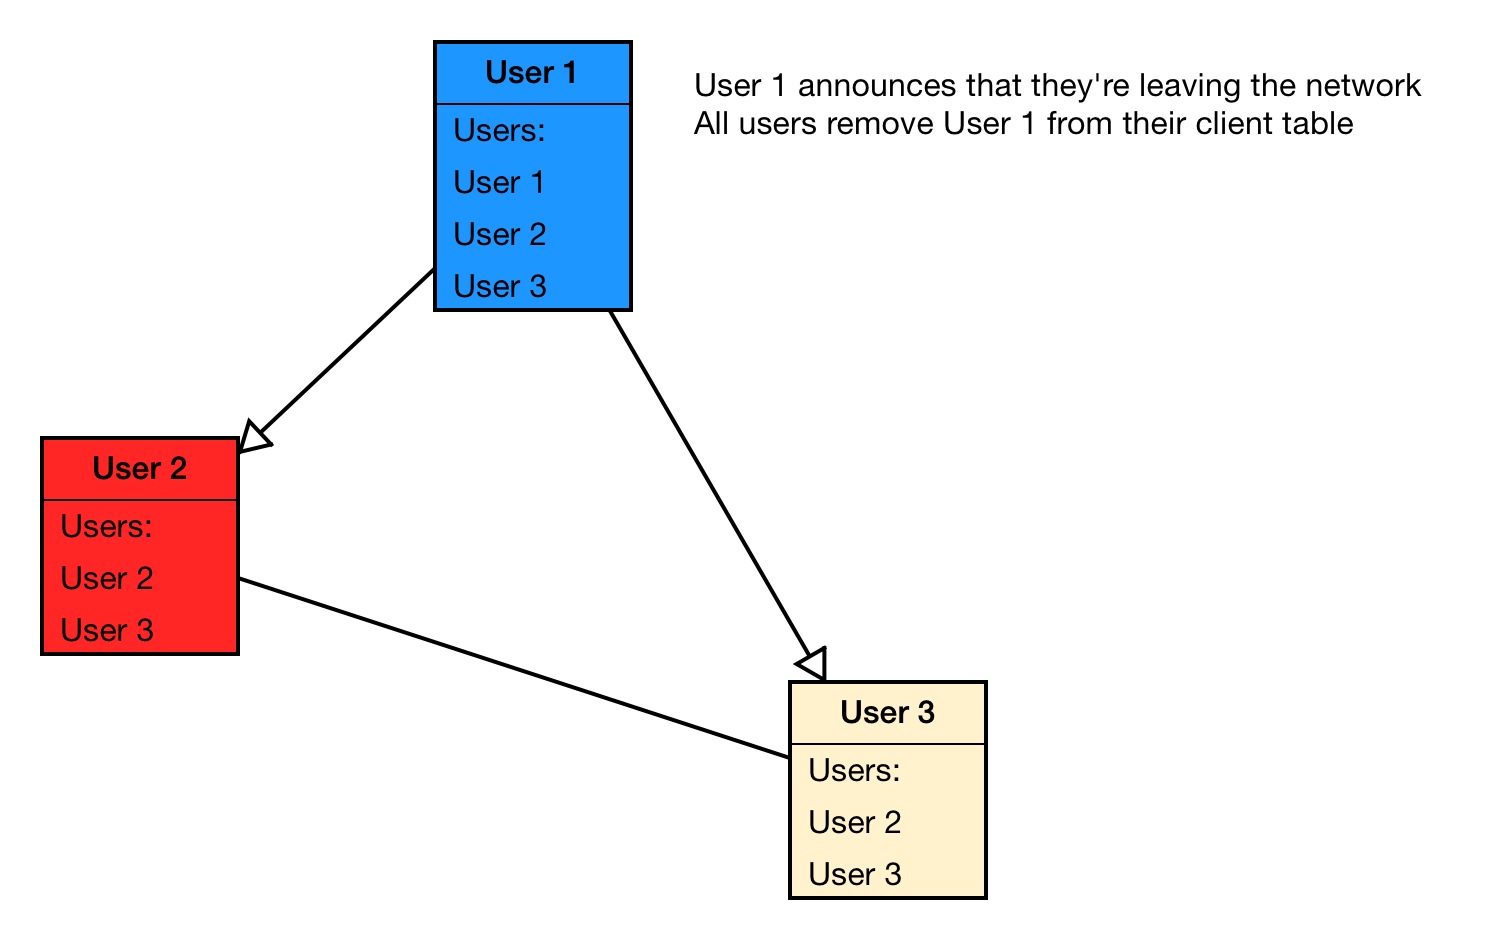 User 1
Users:
User 1
User 2
User 3
User 1 announces that they're leaving the network
All users remove User 1 from their client table
User 2
Users:
User 2
User 3
User 3
Users:
User 2
User 3